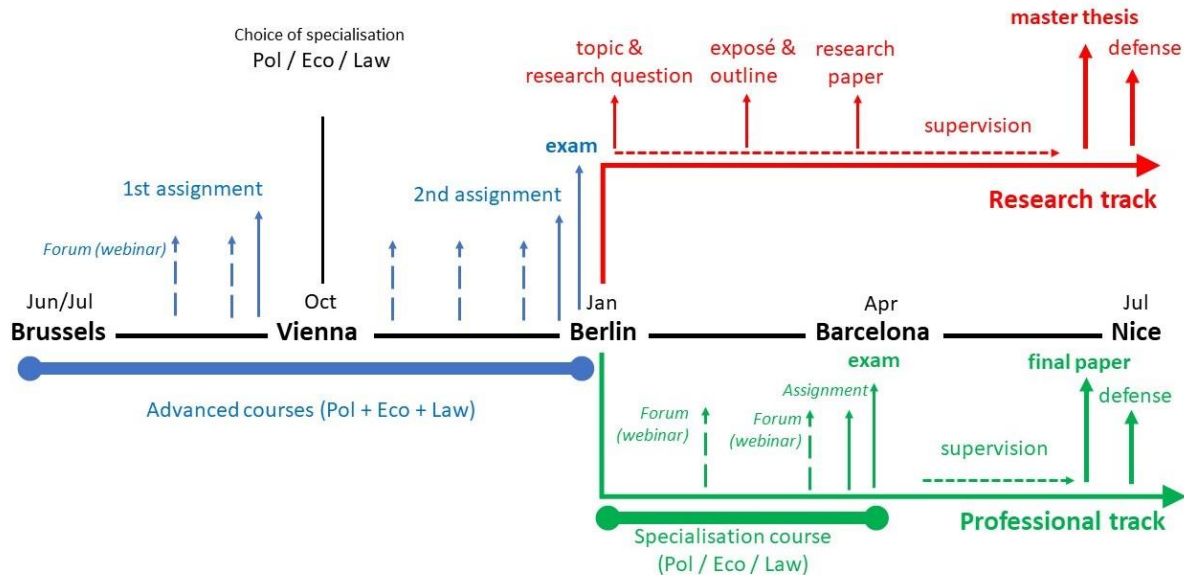 Choice of specialisation
Pol / Eco / Law
master thesis
defense
topic &
research question
exposé &
outline
research
paper
supervision
exam
1st assignment
2nd assignment
Research track
Forum (webinar)
Jun/Jul
Brussels
Oct
Vienna
Jan
Berlin
Apr
Barcelona
Jul
Nice
exam
final paper
Assignment
defense
Advanced courses (Pol + Eco + Law)
Forum
(webinar)
Forum
(webinar)
supervision
Professional track
Specialisation course
(Pol / Eco / Law)